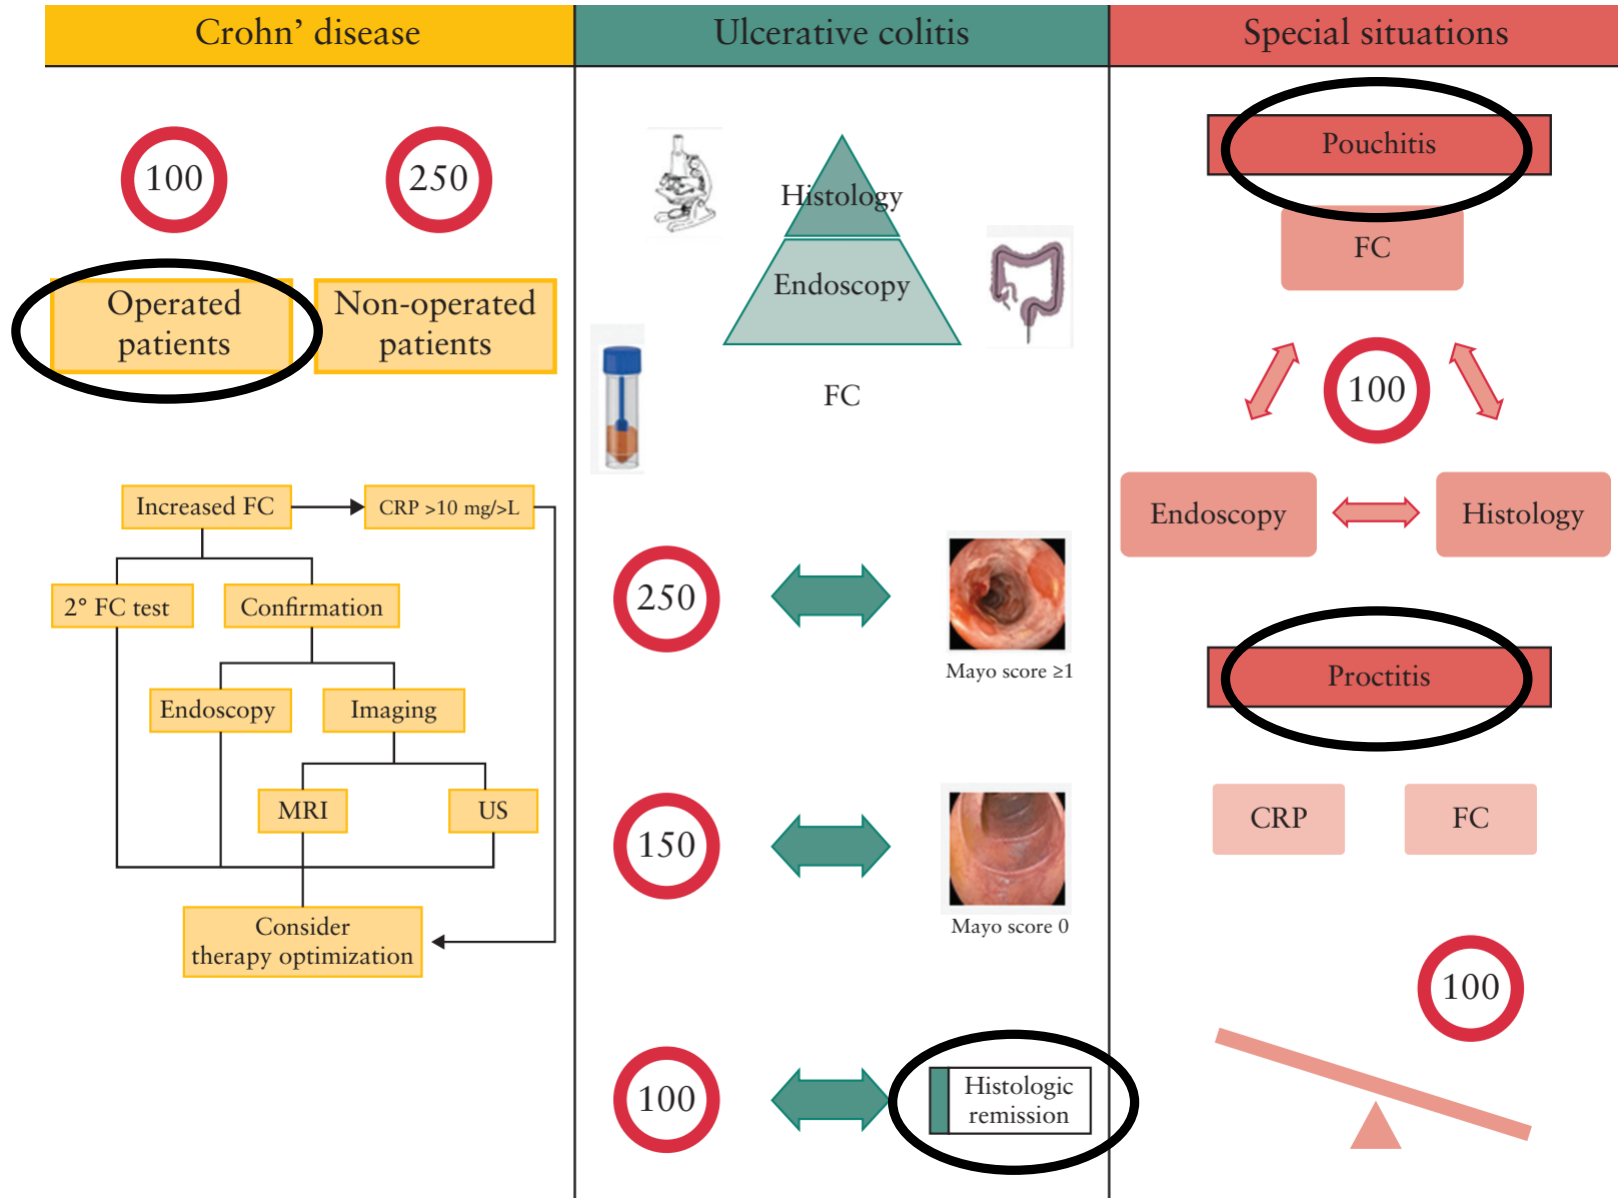 Crohn’ disease
Ulcerative colitis
Special situations
100
250
Operated
patients
Non-operated
patients
Increased FC
CRP >10 mg/>L
2° FC test
Confirmation
Endoscopy
Imaging
MRI
US
Consider
therapy optimization
Histology
Endoscopy
FC
250
Mayo score ≥1
150
Mayo score 0
100
Histologic
remission
Pouchitis
FC
100
Endoscopy
Histology
Proctitis
CRP
FC
100